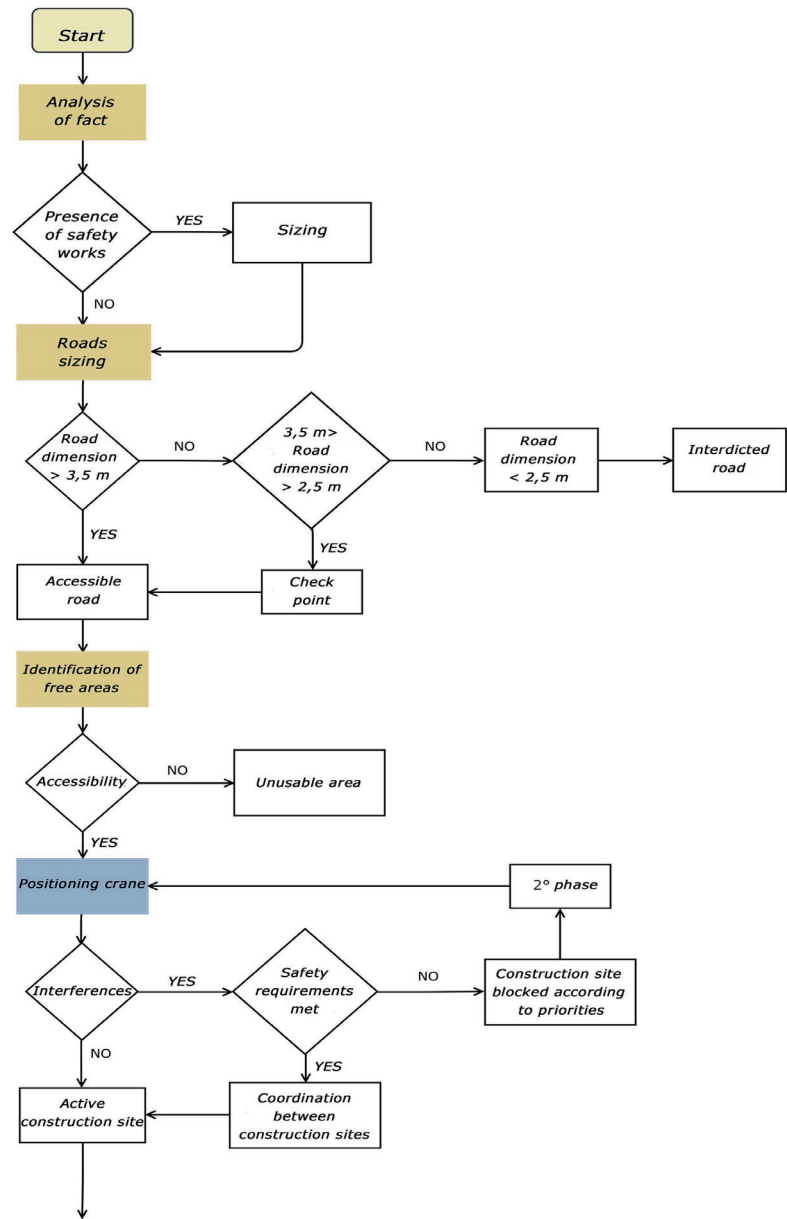 Start
Analysis
of fact
Presence
of safety
works
YES
Sizing
NO
Roads
sizing
Road
dimension
> 3,5 m
NO
3,5 m>
Road
dimension
> 2,5 m
NO
Road
dimension
< 2,5 m
Interdicted
road
YES
YES
Accessible
road
Check
point
Identification of
free areas
Accessibility
NO
Unusable area
YES
Positioning crane
2° phase
Interferences
YES
Safety
requirements
met
NO
Construction site
blocked according
to priorities
NO
YES
Active
construction site
Coordination
between
construction sites